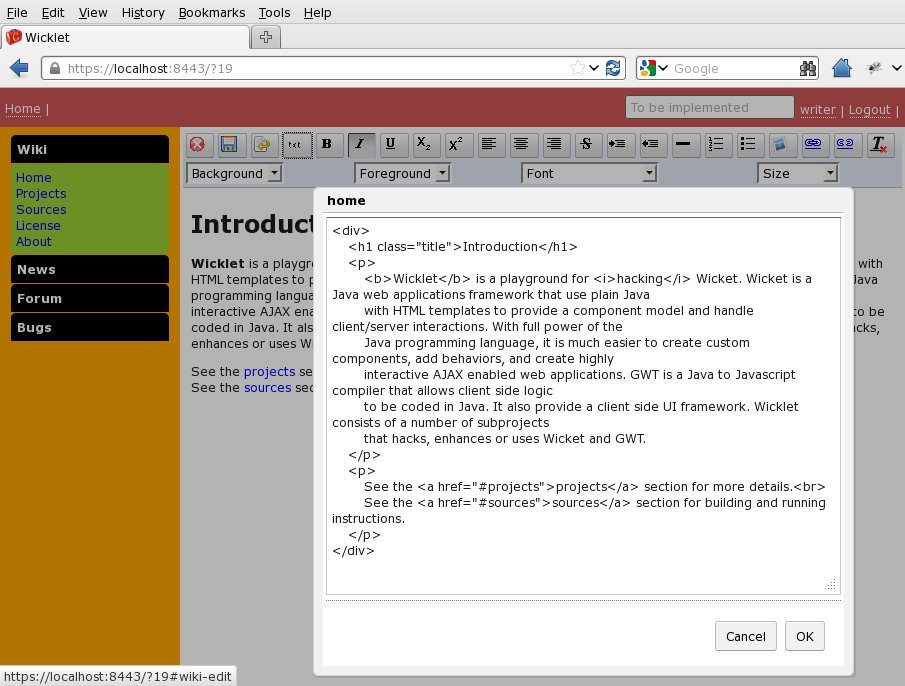 File Edit View History Bookmarks Tools Help
Wicklet
https://localhost:8443/?19
Google
Home |
To be implemented
writer | Logout |
Wiki
Home
Projects
Sources
License
About
News
Forum
Bugs
txt B I U X2 X2 S T
Background
Foreground
Font
Size
Introduct
Wicklet is a playgr
HTML templates to p
programming langua
interactive AJAX ena
coded in Java. It als
enhances or uses W
See the projects se
See the sources sec
with
Java
to be
cks,
home
<div>
<h1 class="title">Introduction</h1>
<p>
<b>Wicklet</b> is a playground for <i>hacking</i> Wicket. Wicket is a
Java web applications framework that use plain Java
with HTML templates to provide a component model and handle
client/server interactions. With full power of the
Java programming language, it is much easier to create custom
components, add behaviors, and create highly
interactive AJAX enabled web applications. GWT is a Java to Javascript
compiler that allows client side logic
to be coded in Java. It also provide a client side UI framework. Wicklet
consists of a number of subprojects
that hacks, enhances or uses Wicket and GWT.
</p>
<p>
See the <a href="#projects">projects</a> section for more details.<br>
See the <a href="#sources">sources</a> section for building and running
instructions.
</p>
</div>
Cancel
OK
https://localhost:8443/?19#wiki-edit